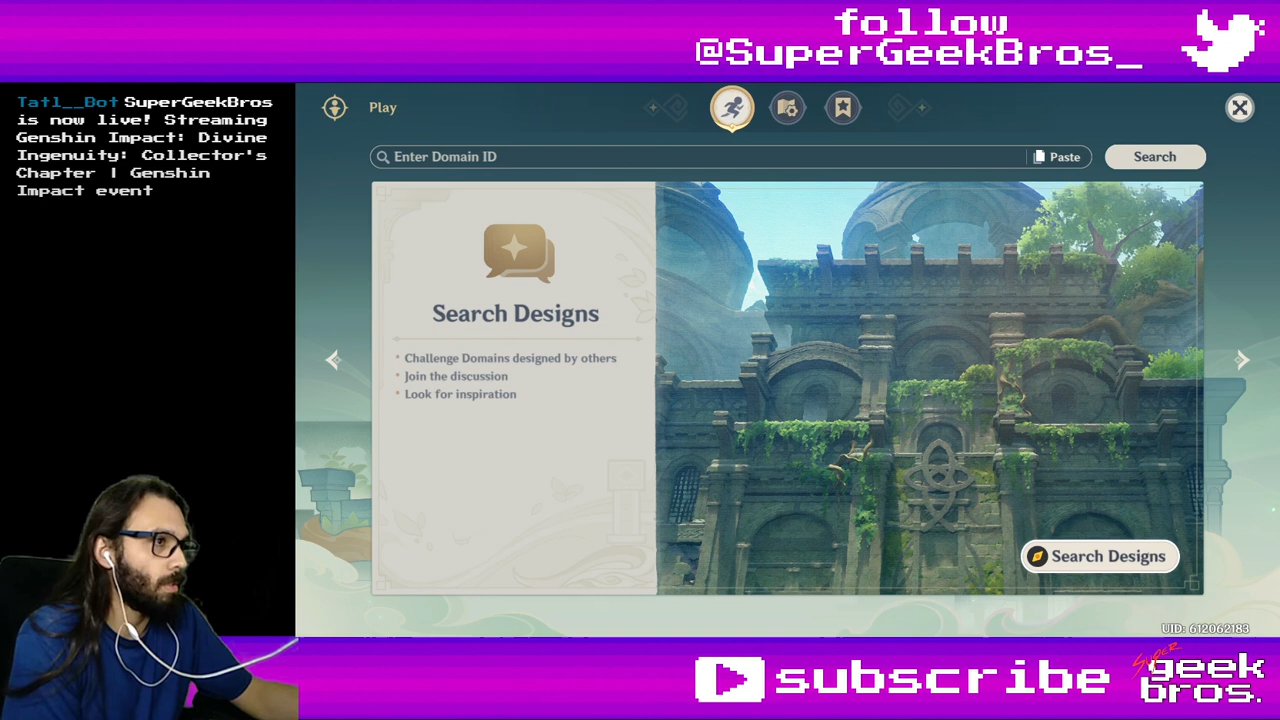 follow
@SuperGeekBros_
Tatl__Bot SuperGeekBros
is now live! Streaming
Genshin Impact: Divine
Ingenuity: Collector's
Chapter | Genshin
Impact event
Play
Enter Domain ID
Paste
Search
Search Designs
Challenge Domains designed by others
Join the discussion
Look for inspiration
Search Designs
UID: 612062183
subscribe
SUPER
geek
bros.